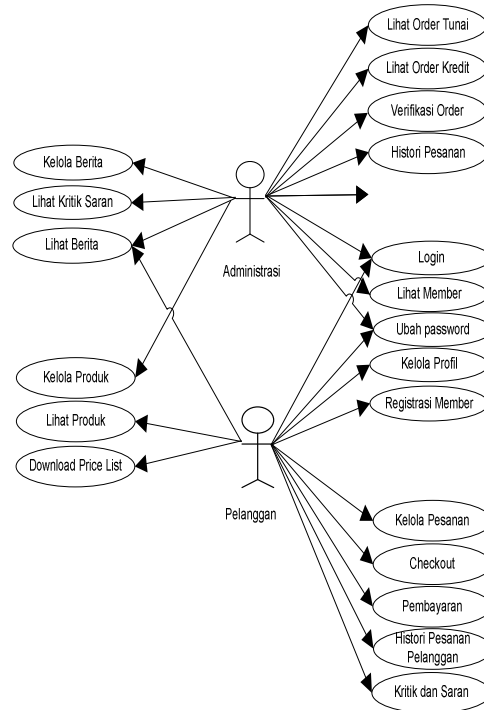 Lihat Order Tunai
Lihat Order Kredit
Verifikasi Order
Histori Pesanan
Kelola Berita
Lihat Kritik Saran
Lihat Berita
Administrasi
Login
Lihat Member
Ubah password
Kelola Profil
Registrasi Member
Kelola Produk
Lihat Produk
Download Price List
Pelanggan
Kelola Pesanan
Checkout
Pembayaran
Histori Pesanan
Pelanggan
Kritik dan Saran